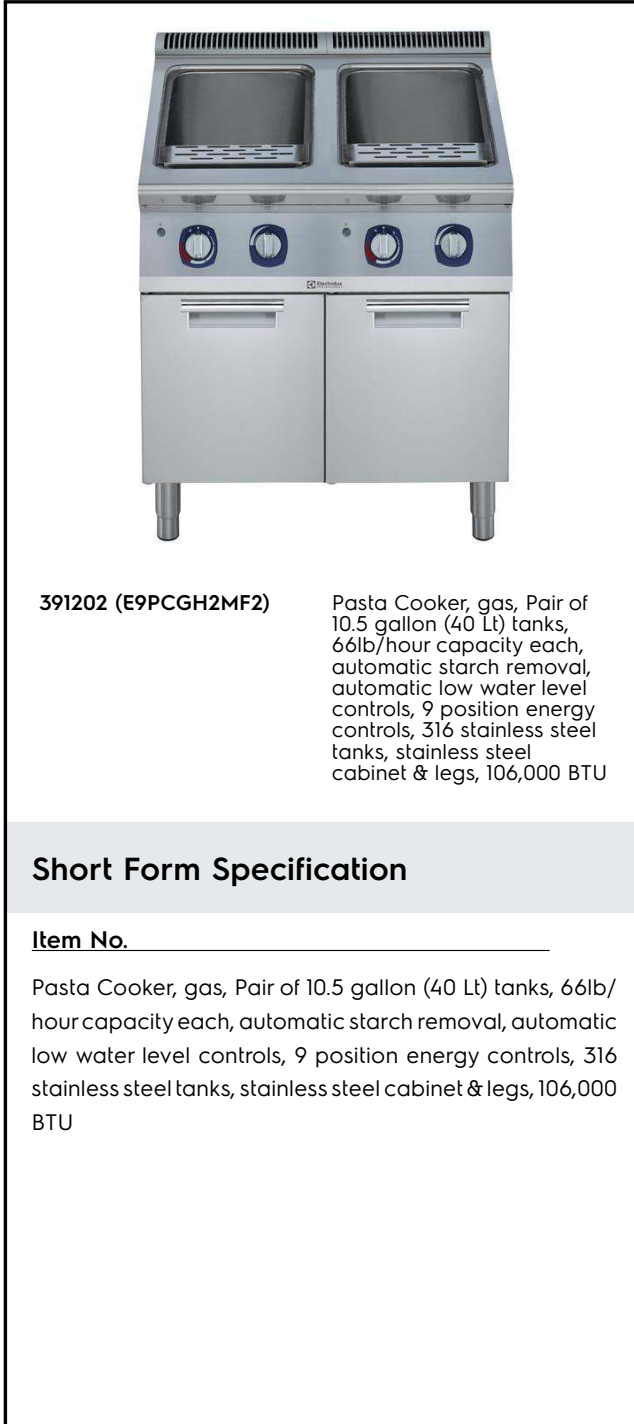 Electrolux
391202 (E9PCGH2MF2)
Pasta Cooker, gas, Pair of
10.5 gallon (40 Lt) tanks,
66lb/hour capacity each,
automatic starch removal,
automatic low water level
controls, 9 position energy
controls, 316 stainless steel
tanks, stainless steel
cabinet & legs, 106,000 BTU
Short Form Specification
Item No.
Pasta Cooker, gas, Pair of 10.5 gallon (40 Lt) tanks, 66lb/
hour capacity each, automatic starch removal, automatic
low water level controls, 9 position energy controls, 316
stainless steel tanks, stainless steel cabinet & legs, 106,000
BTU